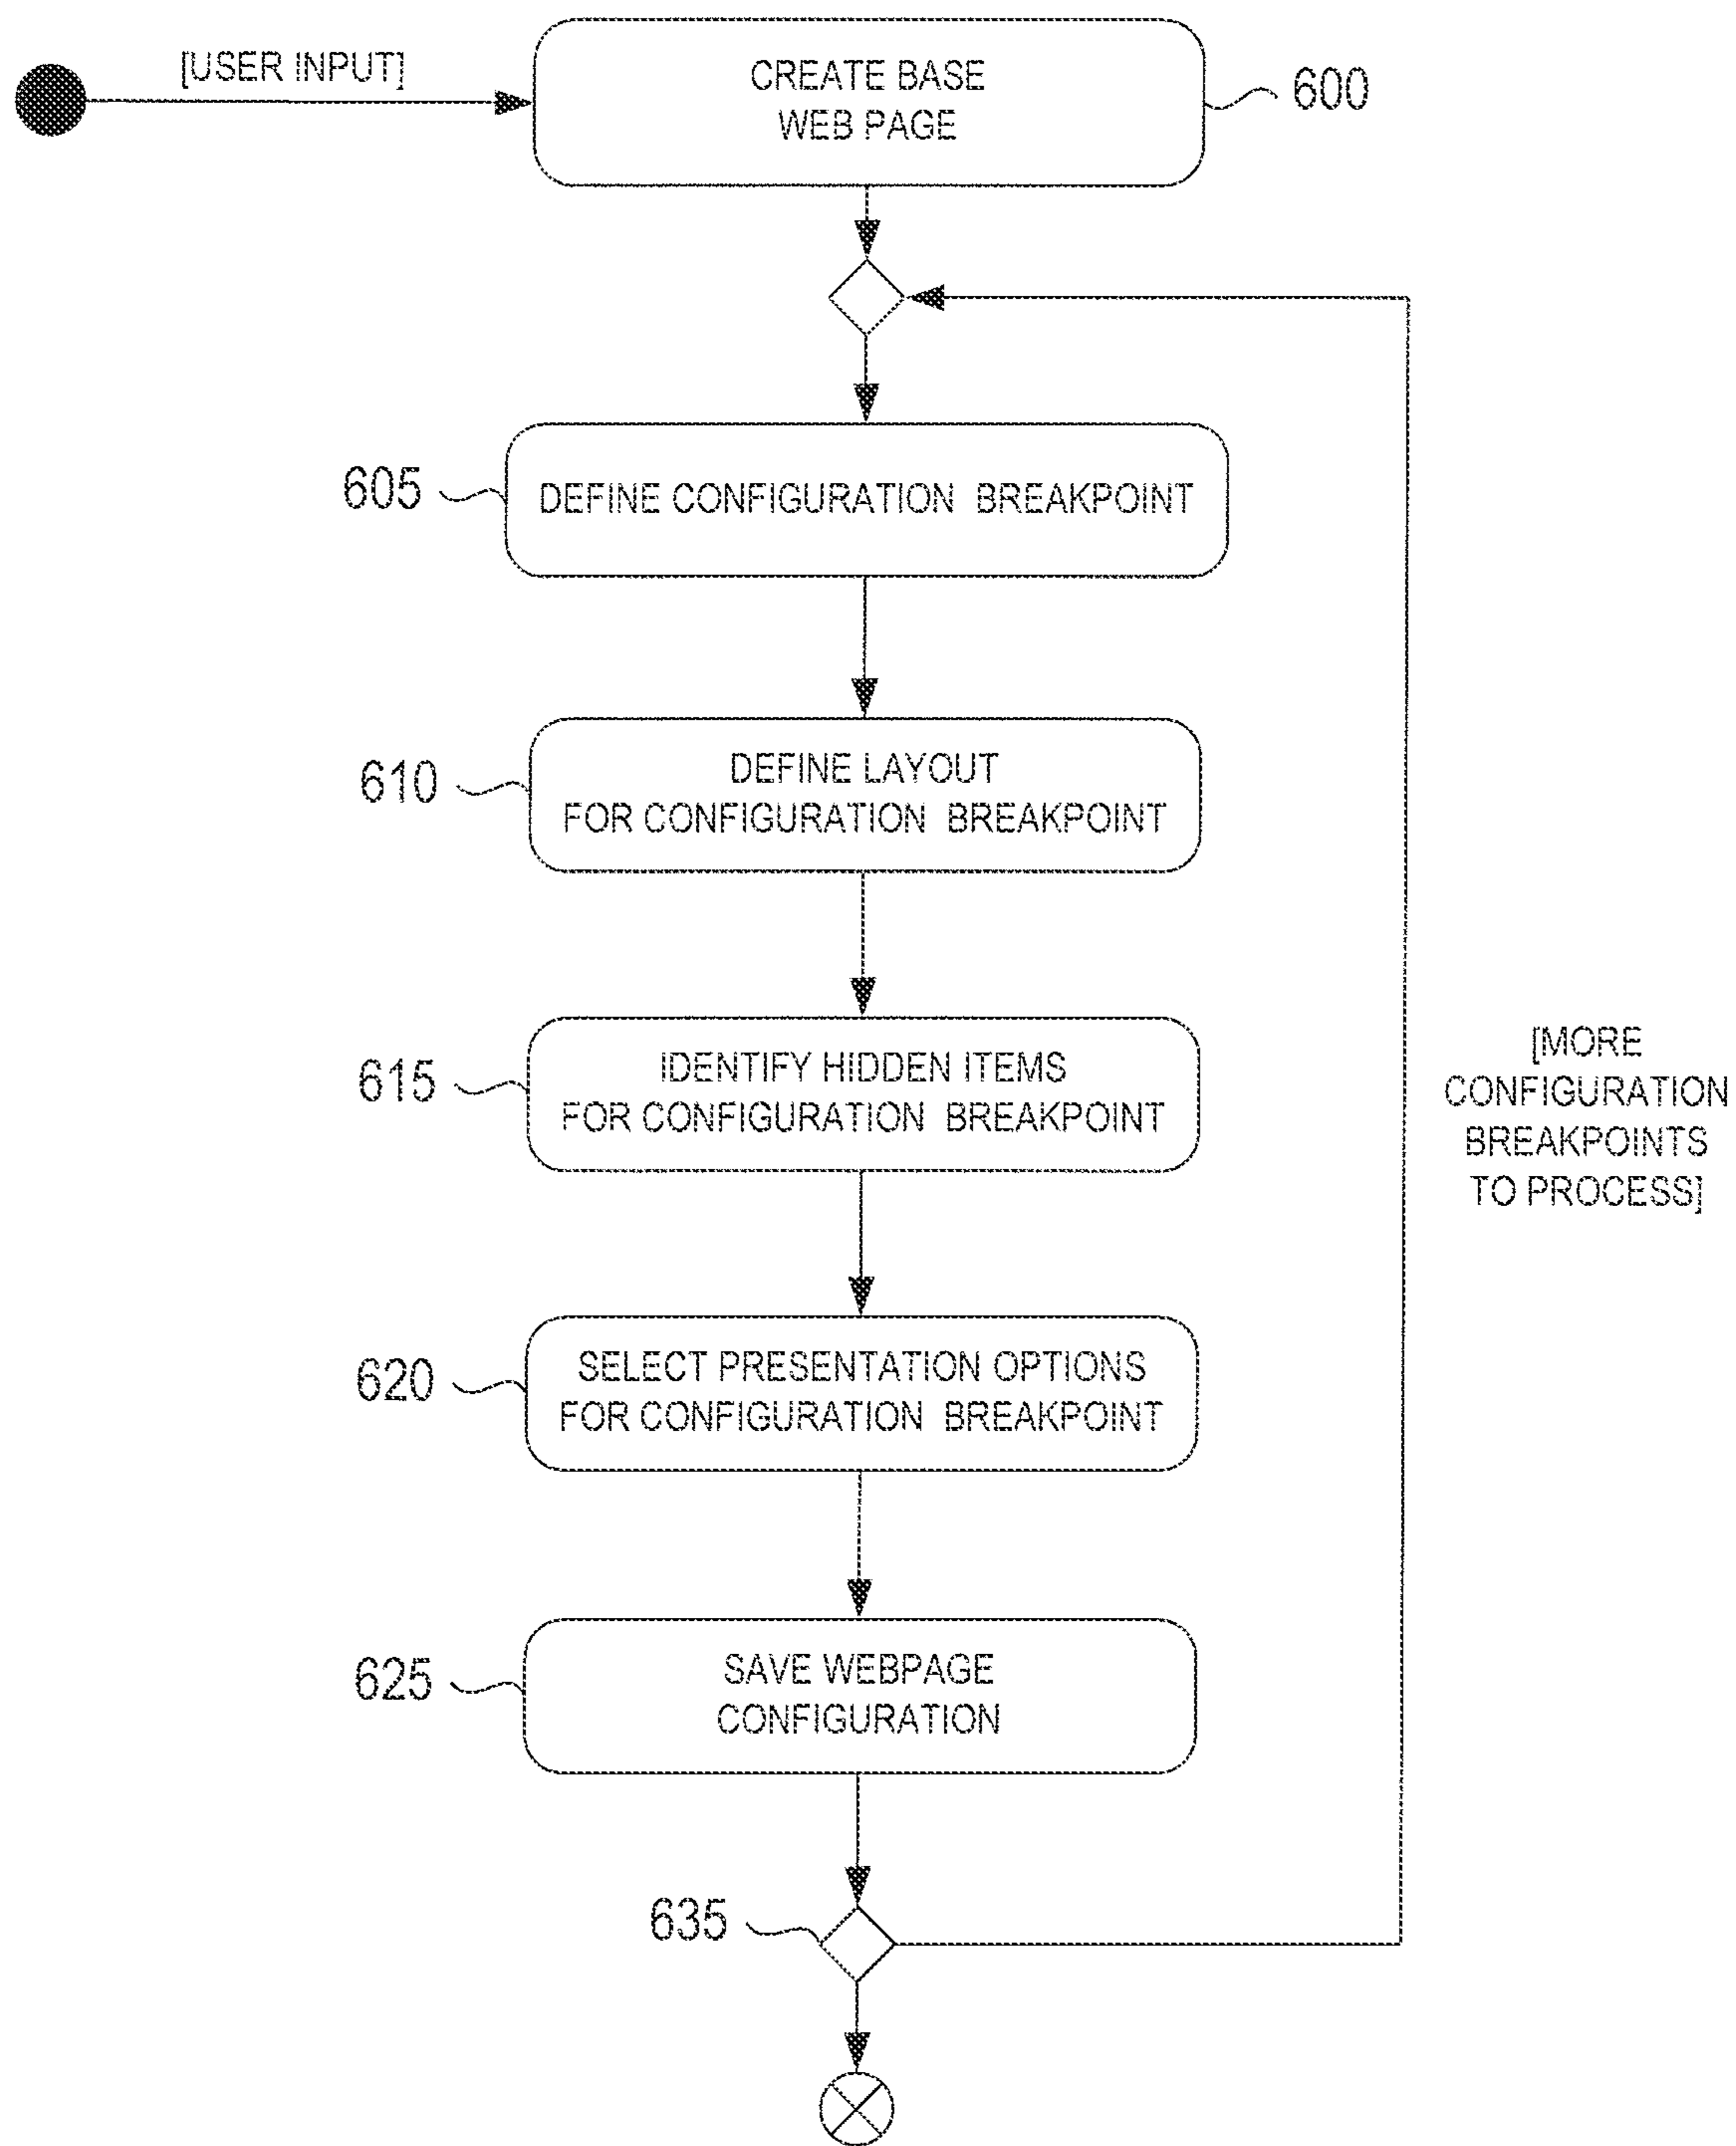 [USER INPUT]
CREATE BASE
WEB PAGE
600
605
DEFINE CONFIGURATION BREAKPOINT
610
DEFINE LAYOUT
FOR CONFIGURATION BREAKPOINT
615
IDENTIFY HIDDEN ITEMS
FOR CONFIGURATION BREAKPOINT
[MORE
CONFIGURATION
BREAKPOINTS
TO PROCESS]
620
SELECT PRESENTATION OPTIONS
FOR CONFIGURATION BREAKPOINT
625
SAVE WEBPAGE
CONFIGURATION
635